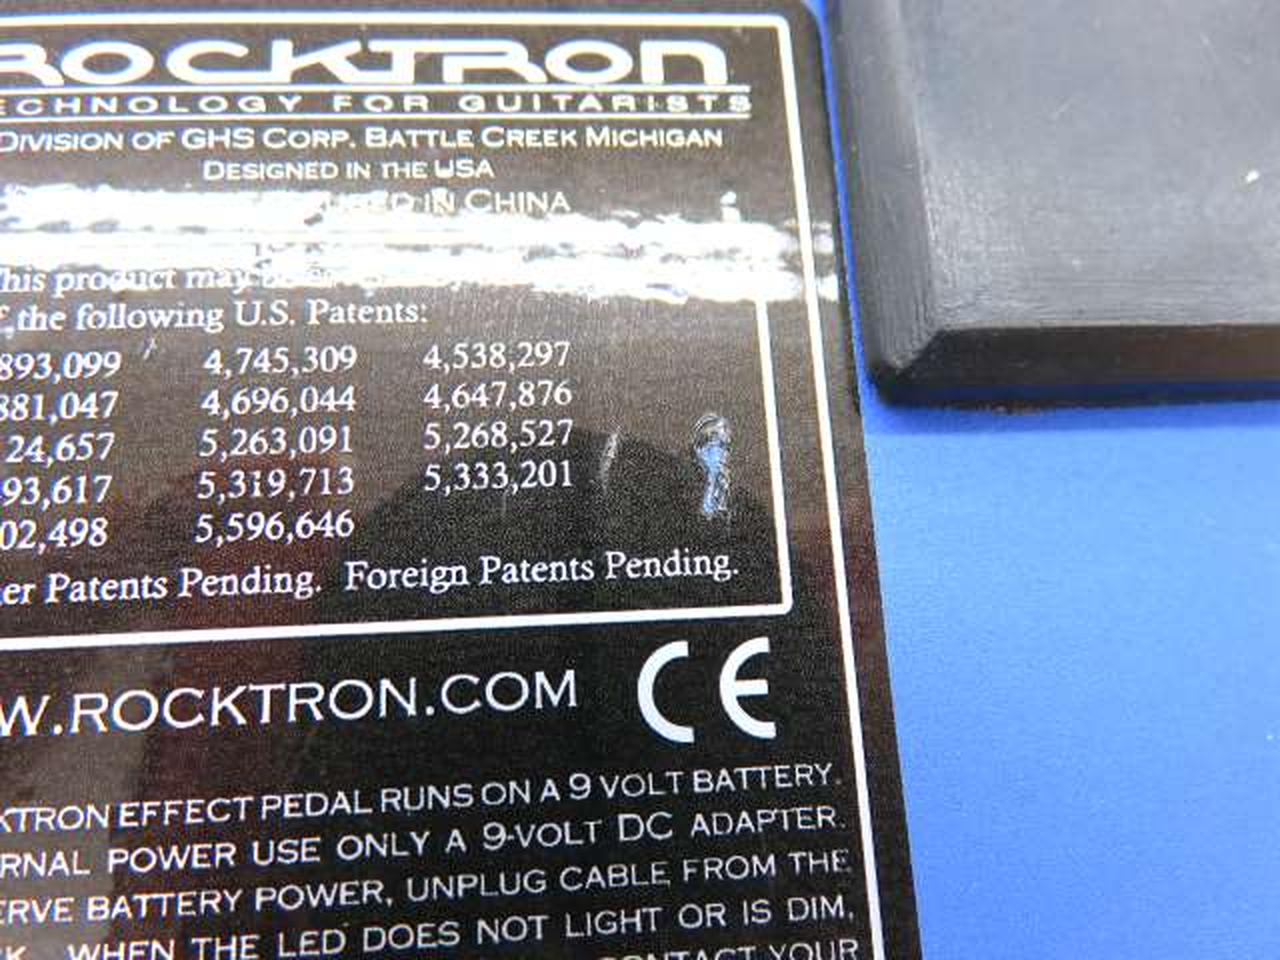 ROCKTRON
TECHNOLOGY FOR GUITARISTS
DIVISION OF GHS CORP. BATTLE CREEK MICHIGAN
DESIGNED IN THE USA
IN CHINA
This product may
the following U.S. Patents:
893,099 4,745,309 4,538,297
881,047 4,696,044 4,647,876
24,657 5,263,091 5,268,527
93,617 5,319,713 5,333,201
02,498 5,596,646
er Patents Pending. Foreign Patents Pending.
W.ROCKTRON.COM CE
KTRON EFFECT PEDAL RUNS ON A 9 VOLT BATTERY.
RNAL POWER USE ONLY A 9-VOLT DC ADAPTER.
ERVE BATTERY POWER, UNPLUG CABLE FROM THE
K. WHEN THE LED DOES NOT LIGHT OR IS DIM,
CONTACT YOUR